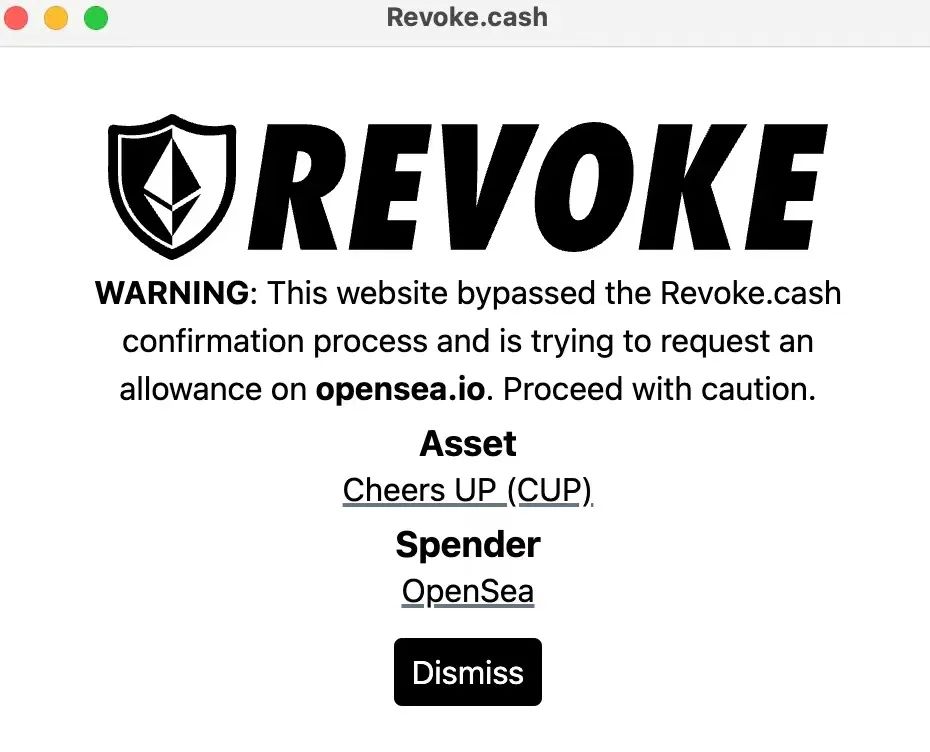 Revoke.cash
REVOKE
WARNING: This website bypassed the Revoke.cash
confirmation process and is trying to request an
allowance on opensea.io. Proceed with caution.
Asset
Cheers UP (CUP)
Spender
OpenSea
Dismiss